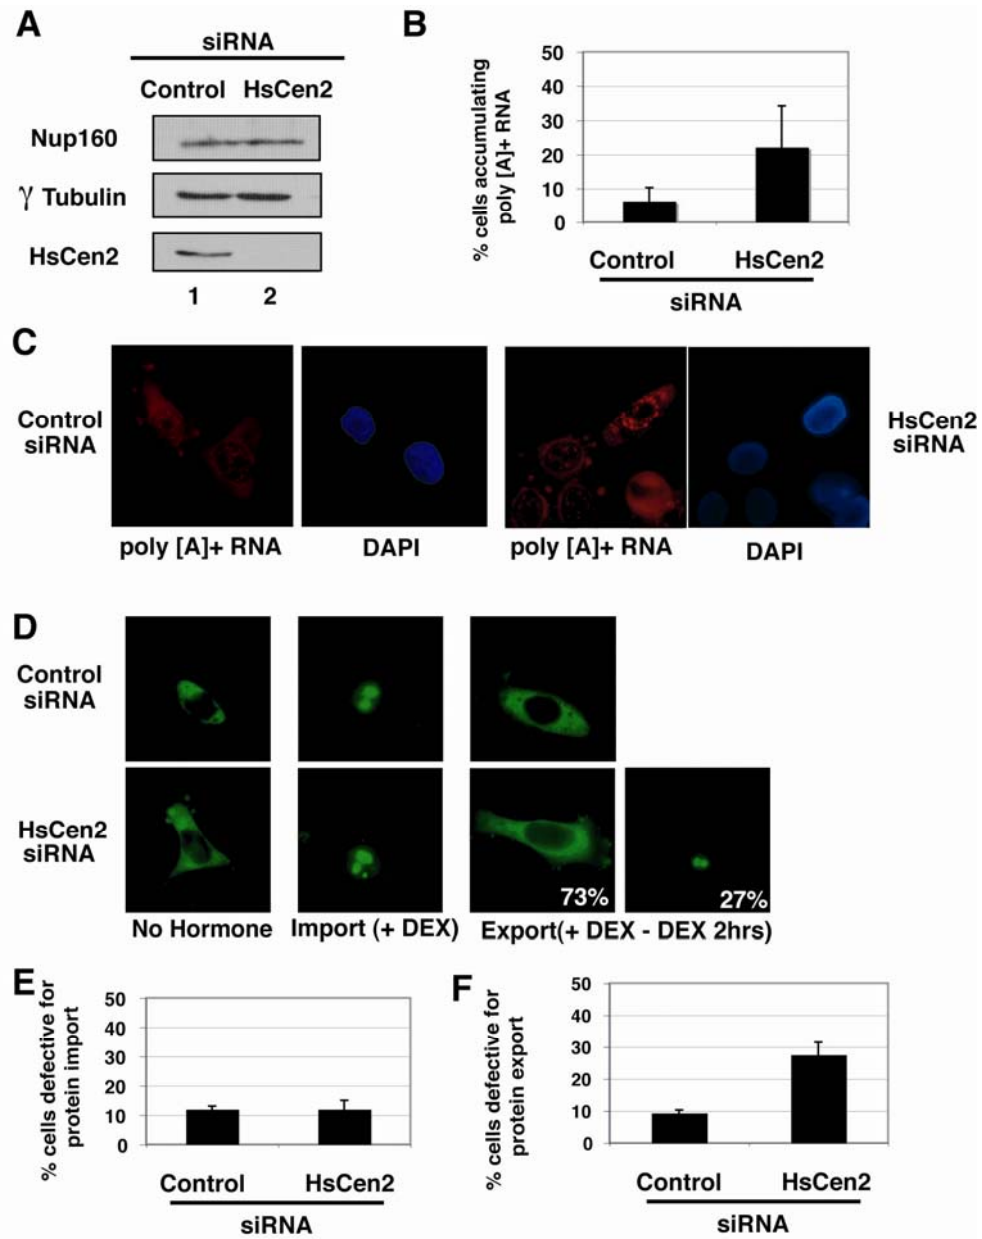 A
siRNA
Control HsCen2
Nup160
γ Tubulin
HsCen2
1 2
B
% cells accumulating
poly [A]+ RNA
50
40
30
20
10
0
Control HsCen2
siRNA
C
Control
siRNA
HsCen2
siRNA
poly [A]+ RNA DAPI poly [A]+ RNA DAPI
D
Control
siRNA
HsCen2
siRNA
73% 27%
No Hormone Import (+ DEX) Export(+ DEX - DEX 2hrs)
E
% cells defective for
protein import
50
40
30
20
10
0
Control HsCen2
siRNA
F
% cells defective for
protein export
50
40
30
20
10
0
Control HsCen2
siRNA